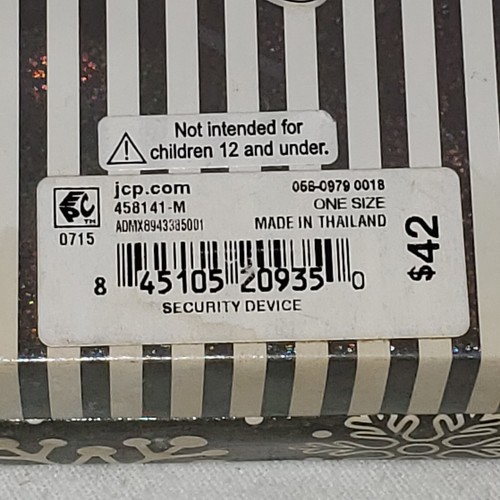 Not intended for
children 12 and under.
jcp.com
458141-M
ADMX8943385001
056-0979 0018
ONE SIZE
MADE IN THAILAND
0715
$42
8 45105 20935 0
SECURITY DEVICE